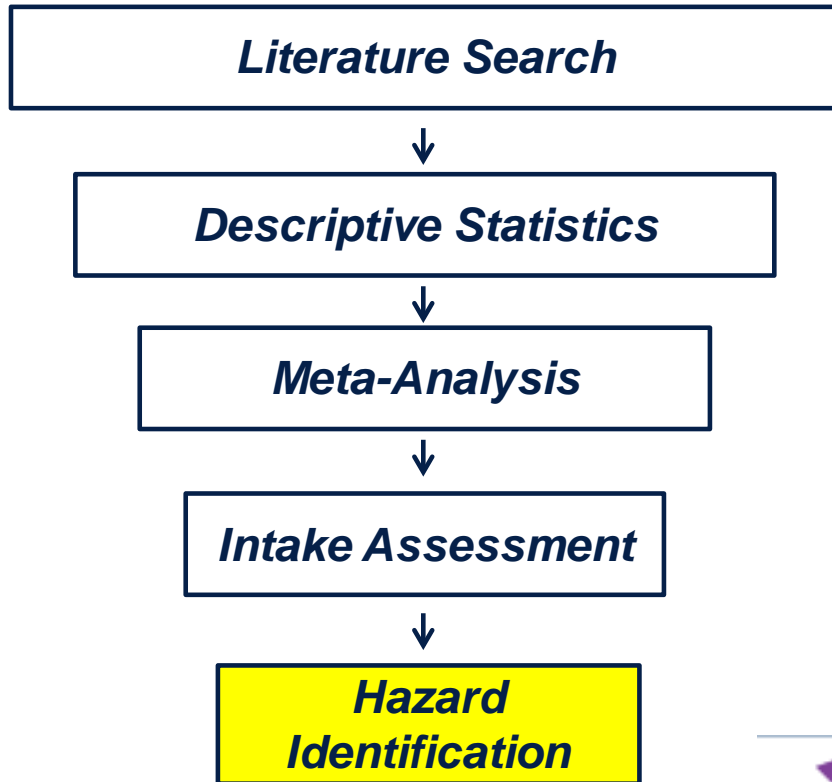 Literature Search
Descriptive Statistics
Meta-Analysis
Intake Assessment
Hazard
Identification